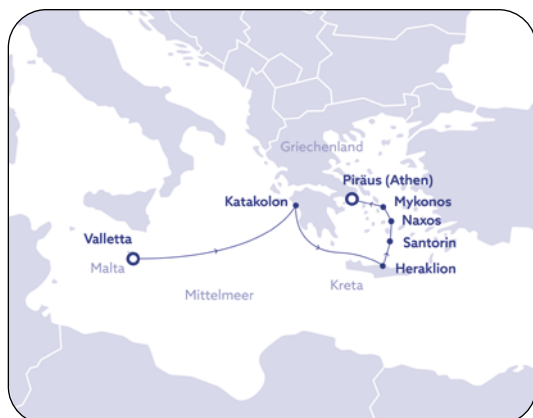 Griechenland
Piräus (Athen)
Katakolon
Mykonos
Naxos
Valletta
Santorin
Malta
Heraklion
Kreta
Mittelmeer